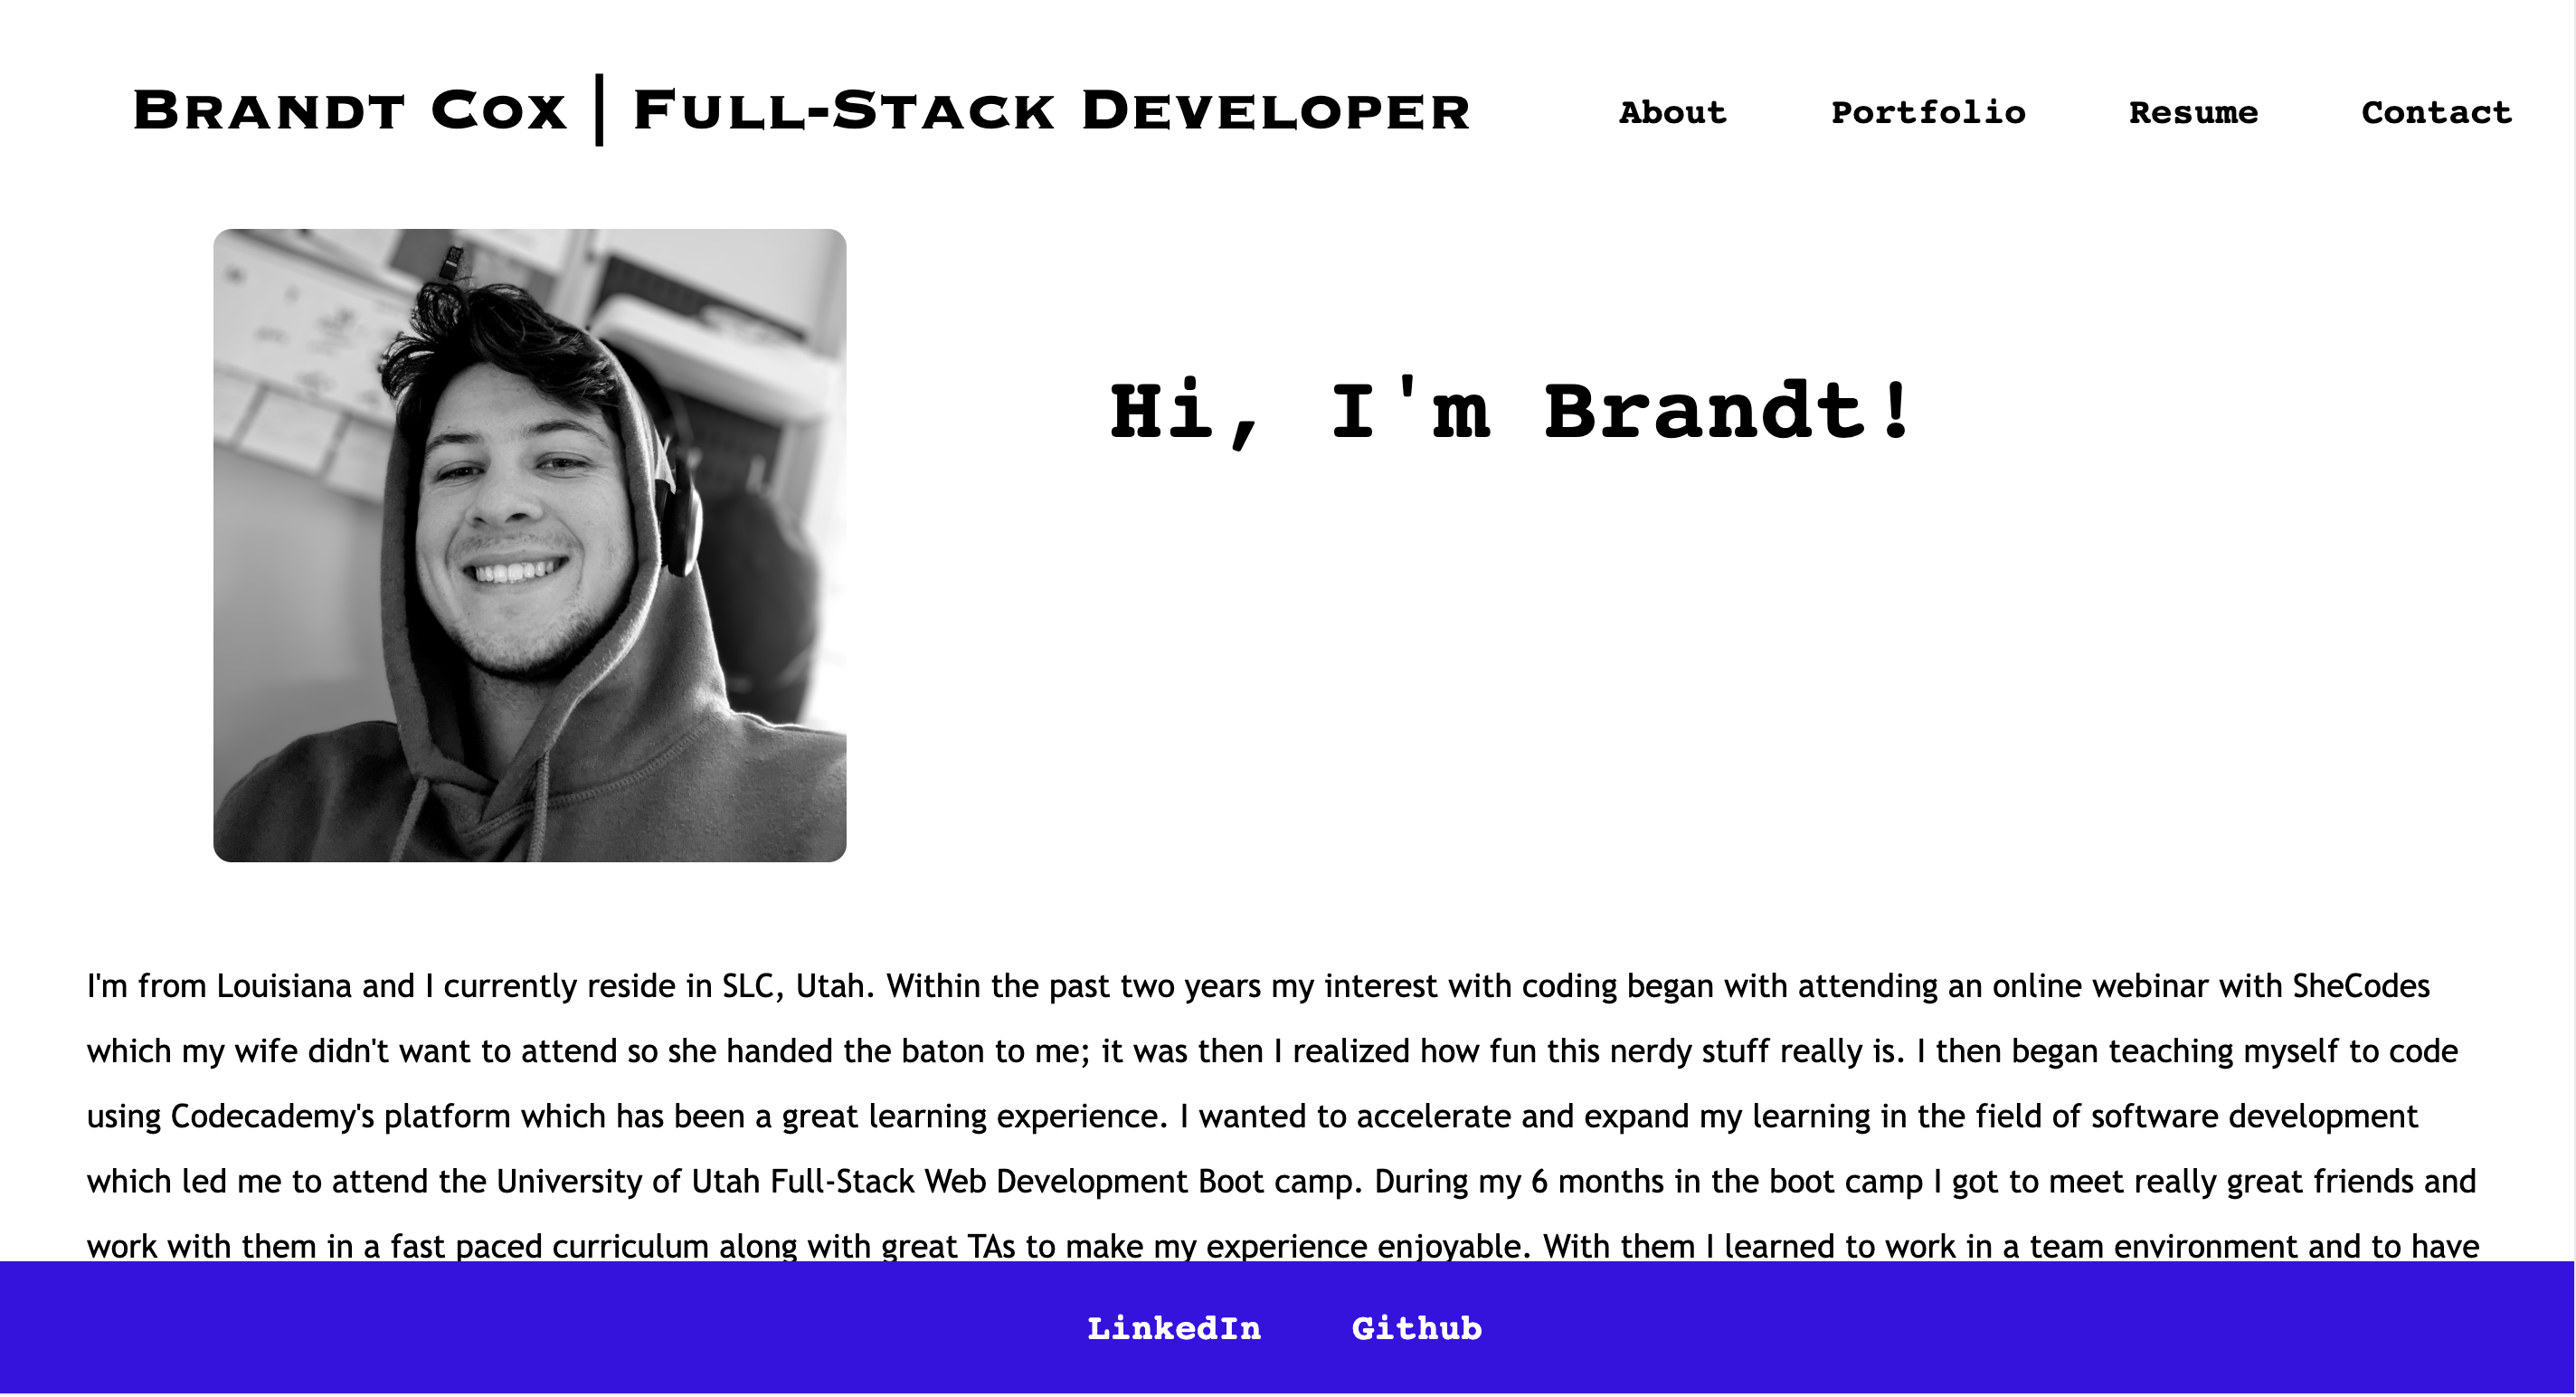 Brandt Cox | Full-Stack Developer
About Portfolio Resume Contact
Hi, I'm Brandt!
I'm from Louisiana and I currently reside in SLC, Utah. Within the past two years my interest with coding began with attending an online webinar with SheCodes
which my wife didn't want to attend so she handed the baton to me; it was then I realized how fun this nerdy stuff really is. I then began teaching myself to code
using Codecademy's platform which has been a great learning experience. I wanted to accelerate and expand my learning in the field of software development
which led me to attend the University of Utah Full-Stack Web Development Boot camp. During my 6 months in the boot camp I got to meet really great friends and
work with them in a fast paced curriculum along with great TAs to make my experience enjoyable. With them I learned to work in a team environment and to have
LinkedIn Github